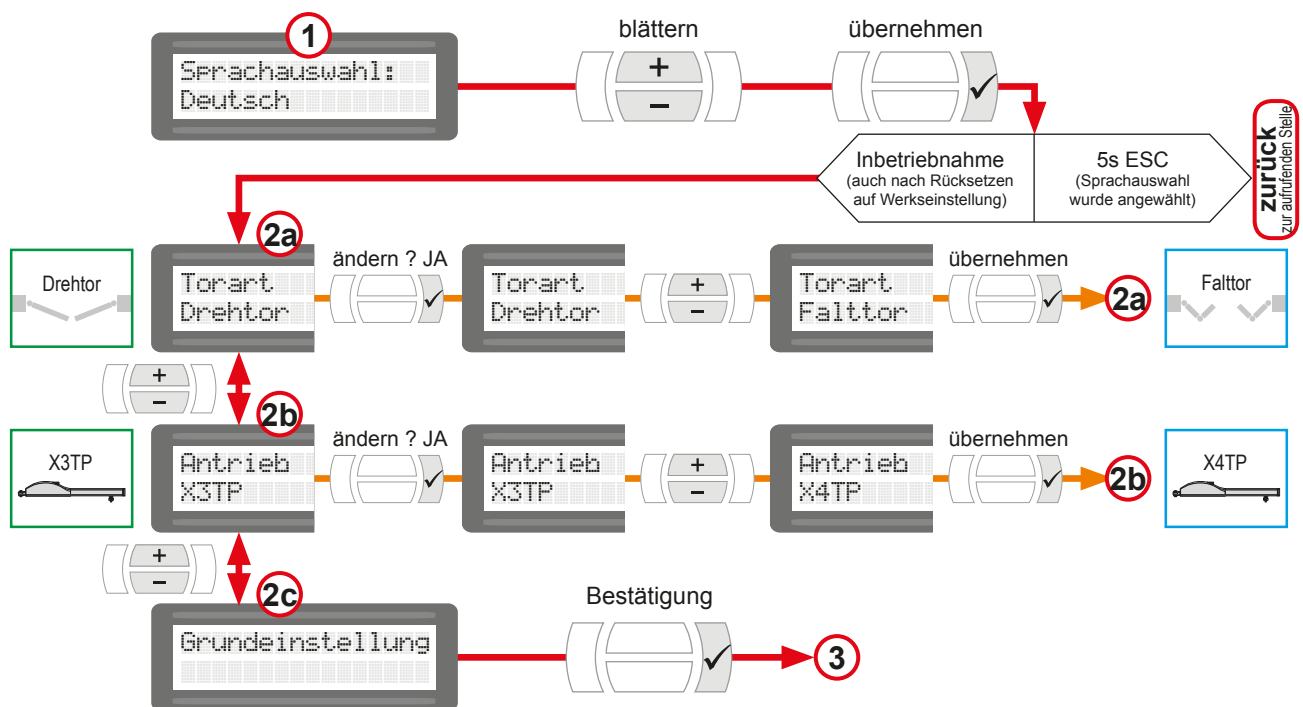 1
blättern
übernehmen
Sprachauswahl:
Deutsch
+
−
Inbetriebnahme
(auch nach Rücksetzen
auf Werkseinstellung)
5s ESC
(Sprachauswahl
wurde angewählt)
zurück
zur aufrufenden Stelle
2a
Drehtor
Torart
Drehtor
ändern ? JA
Torart
Drehtor
+
−
Torart
Falttor
übernehmen
2a
Falttor
+
−
2b
X3TP
Antrieb
X3TP
ändern ? JA
Antrieb
X3TP
+
−
Antrieb
X4TP
übernehmen
2b
X4TP
+
−
2c
Grundeinstellung
Bestätigung
3